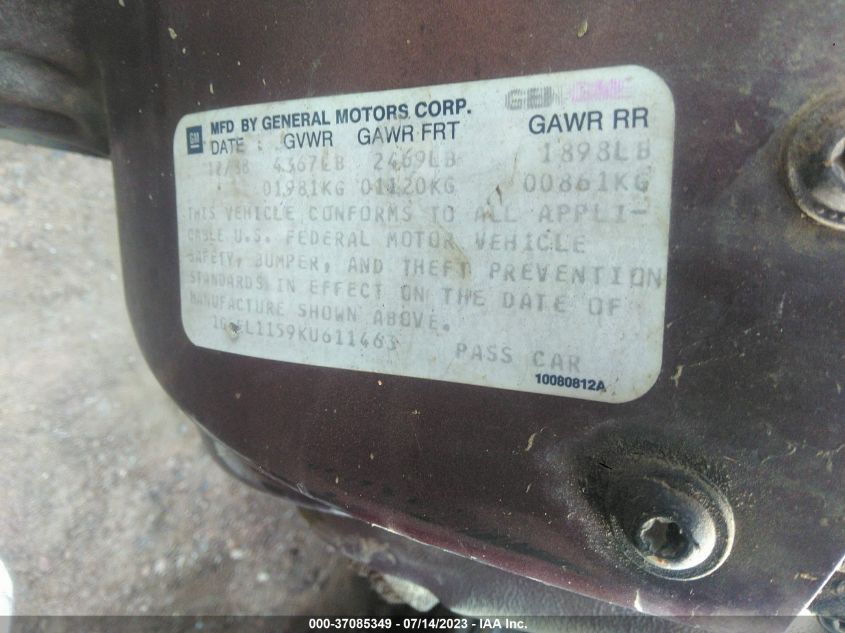 GM MFD BY GENERAL MOTORS CORP.
DATE GVWR GAWR FRT GAWR RR
12/88 4367LB 2469LB 1898LB
01981KG 01120KG 00861KG
THIS VEHICLE CONFORMS TO ALL APPLI-
CABLE U.S. FEDERAL MOTOR VEHICLE
SAFETY, BUMPER, AND THEFT PREVENTION
STANDARDS IN EFFECT ON THE DATE OF
MANUFACTURE SHOWN ABOVE.
PASS CAR
10080812A
000-37085349 | 07/14/2023 | IAA Inc.